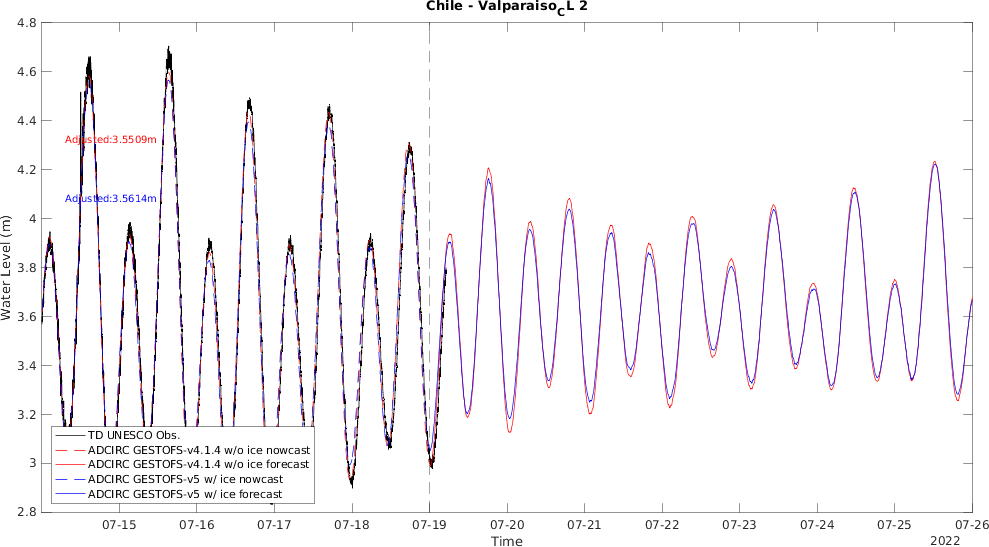 Chile - Valparaiso_CL 2
4.8
4.6
4.4
4.2
4
3.8
3.6
3.4
3.2
3
2.8
Water Level (m)
Adjusted:3.5509m
Adjusted:3.5614m
TD UNESCO Obs.
ADCIRC GESTOFS-v4.1.4 w/o ice nowcast
ADCIRC GESTOFS-v4.1.4 w/o ice forecast
ADCIRC GESTOFS-v5 w/ ice nowcast
ADCIRC GESTOFS-v5 w/ ice forecast
07-15 07-16 07-17 07-18 07-19 07-20 07-21 07-22 07-23 07-24 07-25 07-26
Time
2022